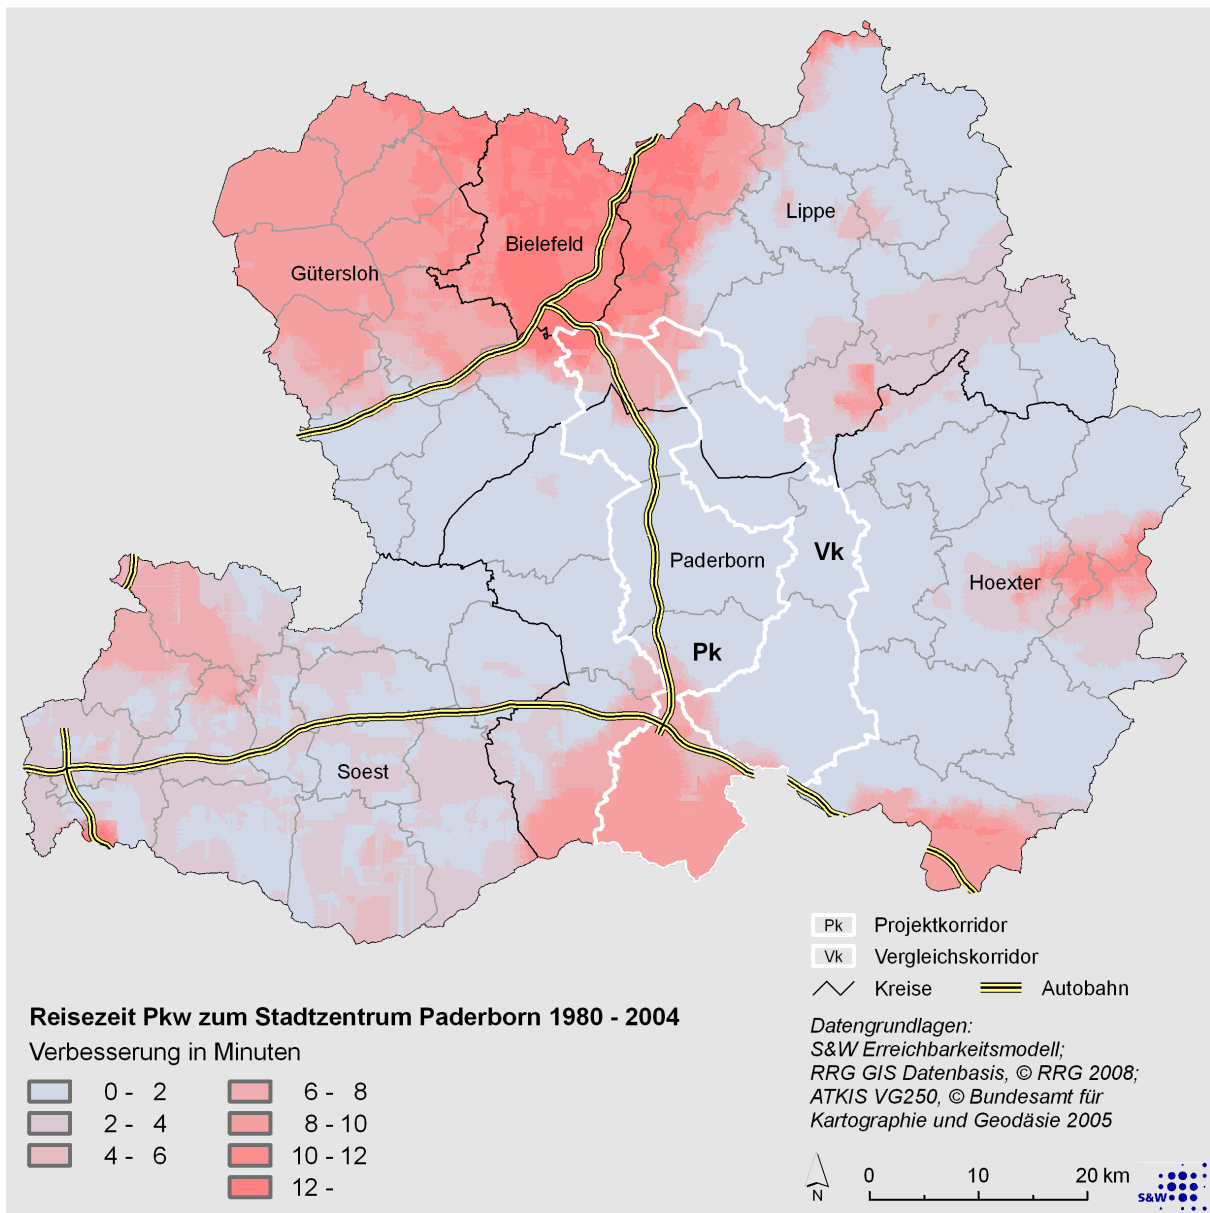 Lippe
Bielefeld
Gütersloh
Paderborn
Vk
Hoexter
Pk
Soest
Pk Projektkorridor
Vk Vergleichskorridor
Kreise Autobahn
Reisezeit Pkw zum Stadtzentrum Paderborn 1980 - 2004
Verbesserung in Minuten
0 - 2
2 - 4
4 - 6
6 - 8
8 - 10
10 - 12
12 -
Datengrundlagen:
S&W Erreichbarkeitsmodell;
RRG GIS Datenbasis, © RRG 2008;
ATKIS VG250, © Bundesamt für
Kartographie und Geodäsie 2005
N
0 10 20 km
S&W